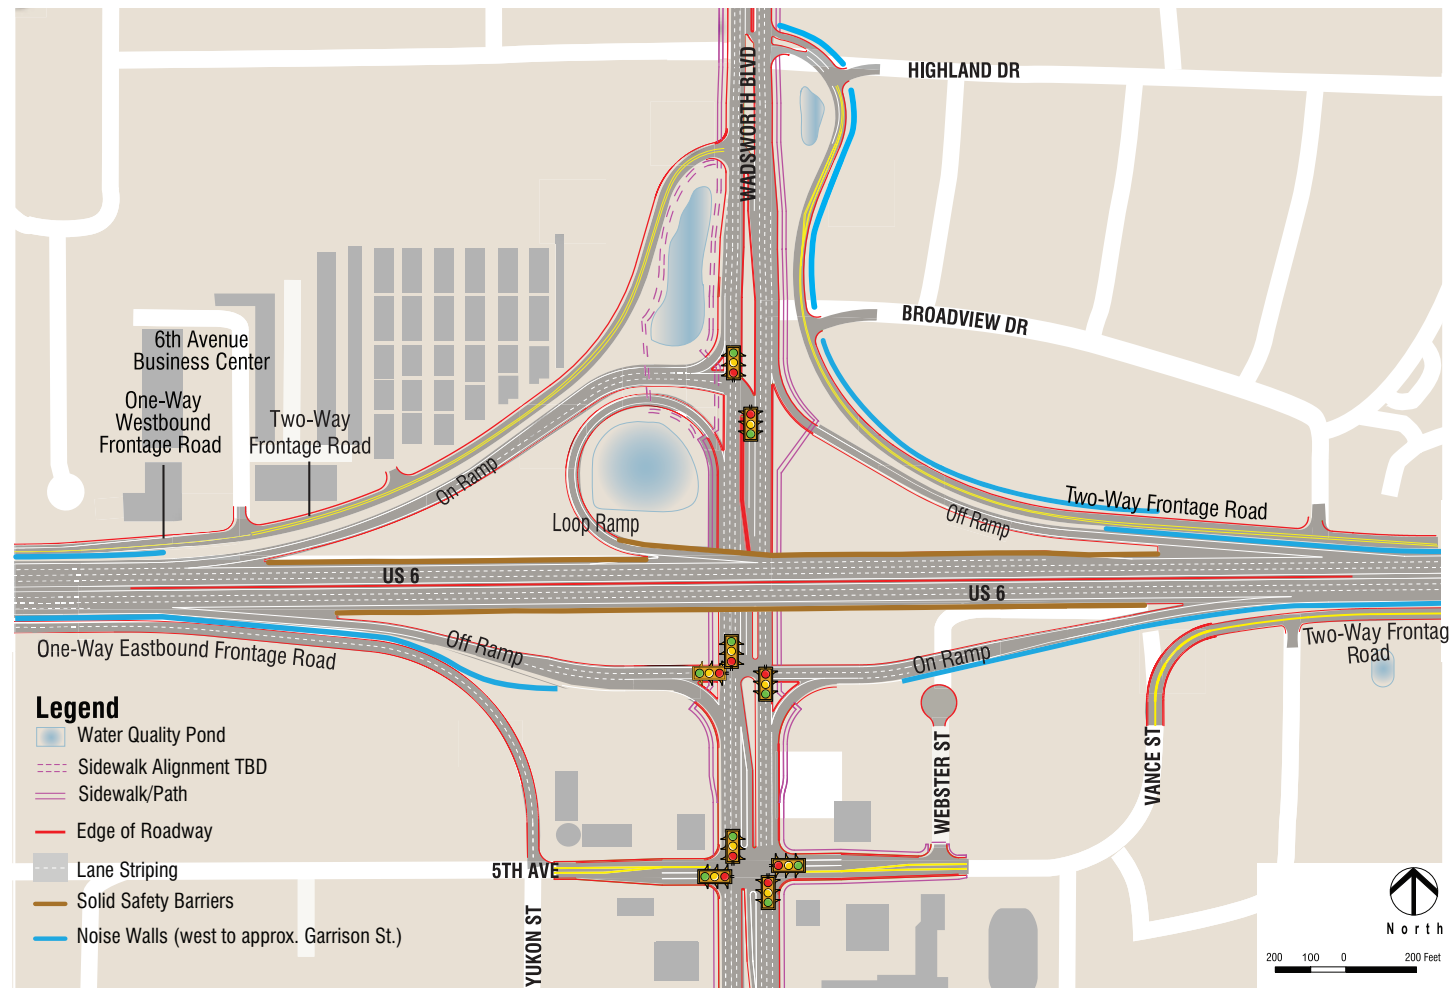 WADSWORTH BLVD
HIGHLAND DR
BROADVIEW DR
6th Avenue
Business Center
One-Way
Westbound
Frontage Road
Two-Way
Frontage Road
On Ramp
Loop Ramp
Off Ramp
Two-Way Frontage Road
US 6
US 6
One-Way Eastbound Frontage Road
Off Ramp
On Ramp
Two-Way Frontag
Road
Legend
Water Quality Pond
Sidewalk Alignment TBD
Sidewalk/Path
Edge of Roadway
Lane Striping
Solid Safety Barriers
Noise Walls (west to approx. Garrison St.)
5TH AVE
YUKON ST
WEBSTER ST
VANCE ST
North
200 100 0 200 Feet